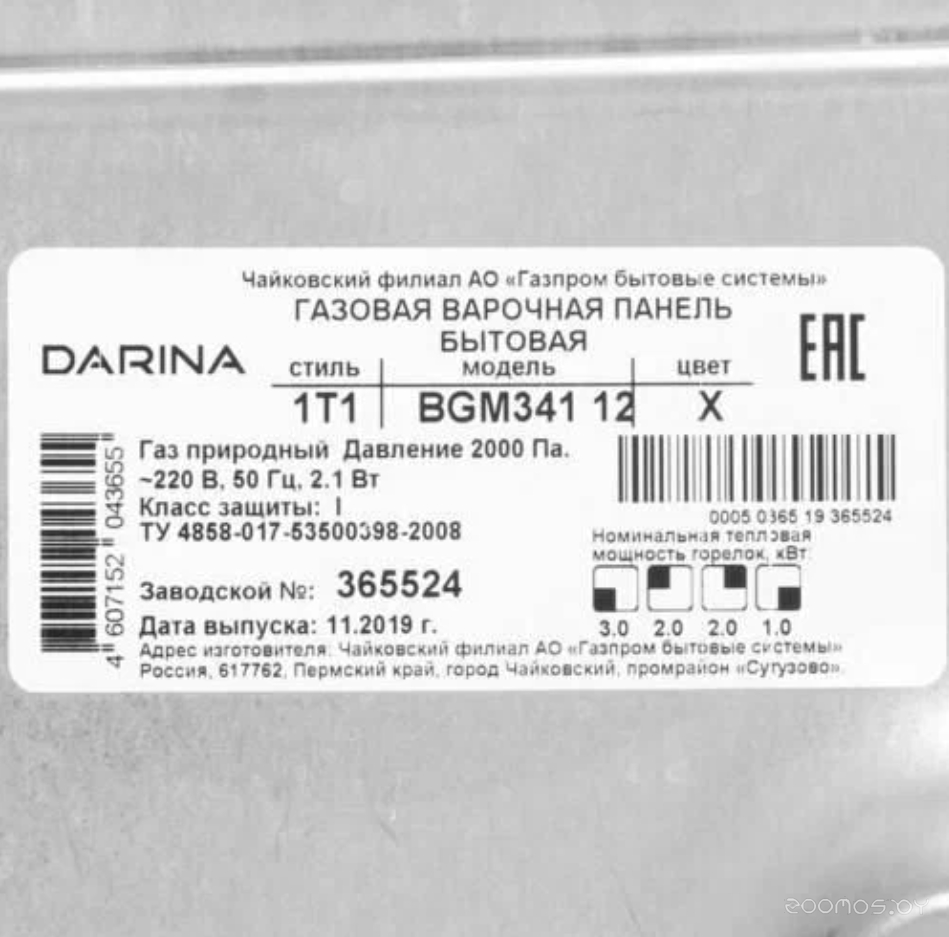 Чайковский филиал АО «Газпром бытовые системы»
ГАЗОВАЯ ВАРОЧНАЯ ПАНЕЛЬ
БЫТОВАЯ
DARINA
EAC
стиль модель цвет
1T1 BGM341 12 X
Газ природный Давление 2000 Па.
~220 В, 50 Гц, 2.1 Вт
Класс защиты: I
ТУ 4858-017-53500398-2008
Заводской №: 365524
Дата выпуска: 11.2019 г.
4 607152 043655
0005 0365 19 365524
Номинальная тепловая
мощность горелок, кВт:
3.0 2.0 2.0 1.0
Адрес изготовителя: Чайковский филиал АО «Газпром бытовые системы»
Россия, 617762, Пермский край, город Чайковский, промрайон «Сутузово».
zoomos.by